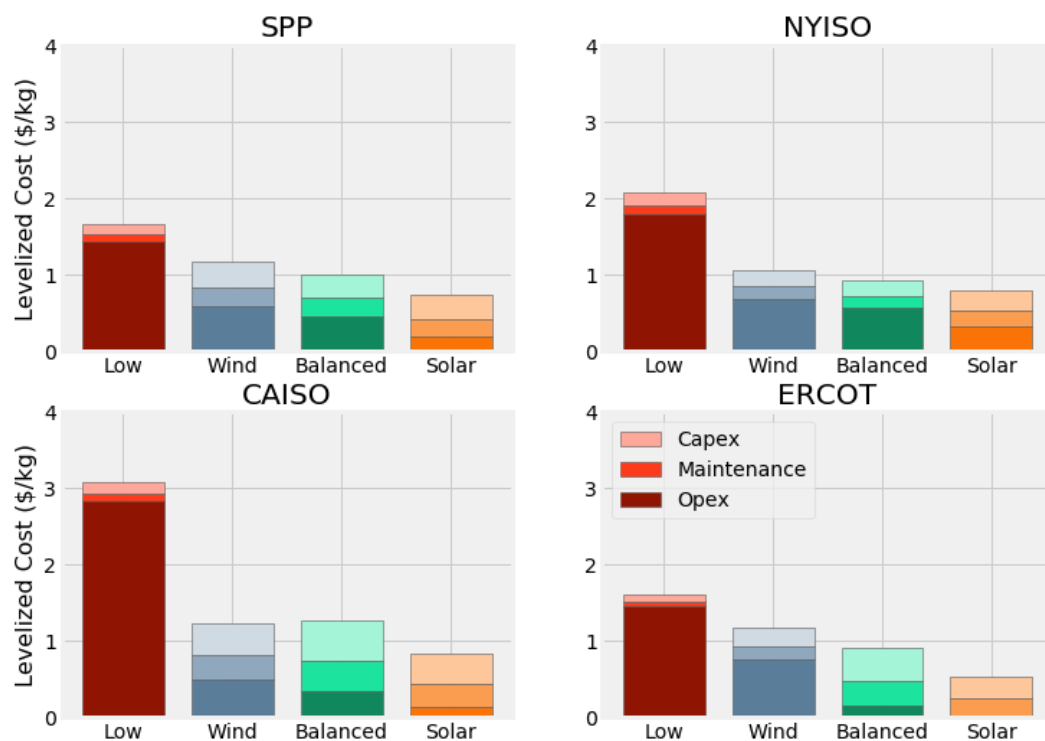 SPP
NYISO
Levelized Cost ($/kg)
4
3
2
1
0
Low Wind Balanced Solar
4
3
2
1
0
Low Wind Balanced Solar
CAISO
ERCOT
Levelized Cost ($/kg)
4
3
2
1
0
Low Wind Balanced Solar
4
3
2
1
0
Capex
Maintenance
Opex
Low Wind Balanced Solar